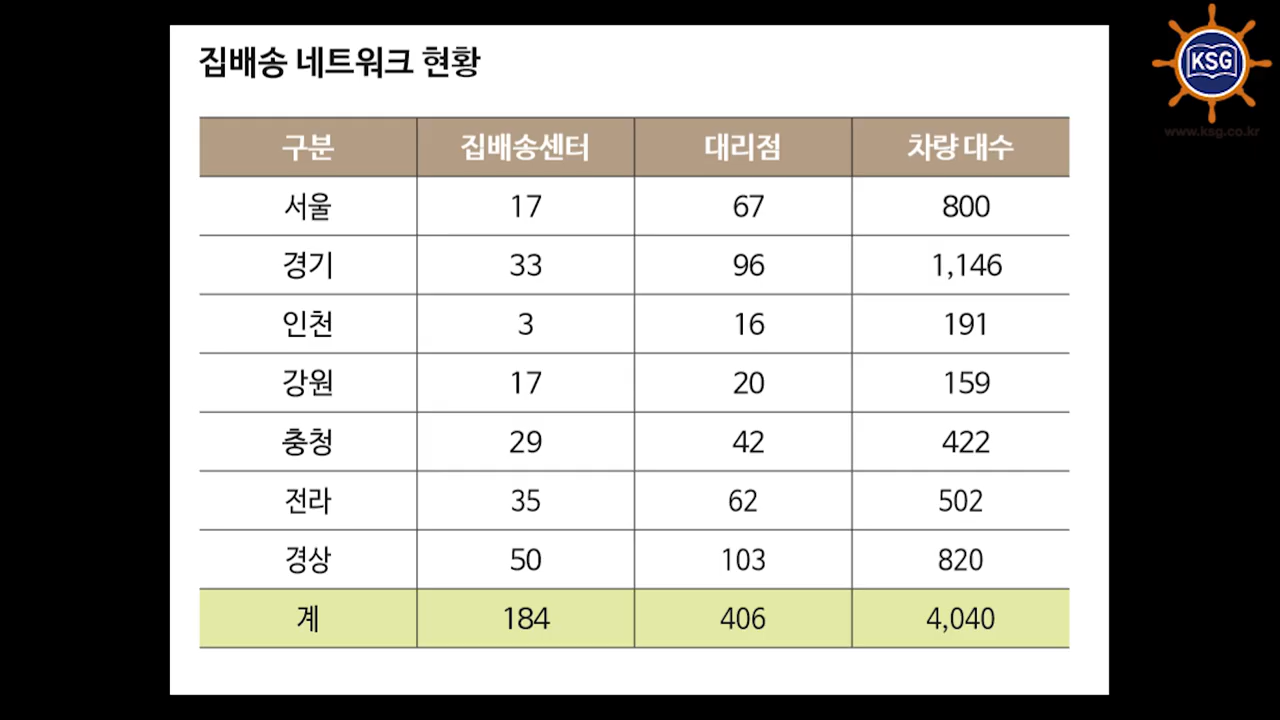 집배송 네트워크 현황
KSG
www.ksg.co.kr
구분 집배송센터 대리점 차량 대수
서울 17 67 800
경기 33 96 1,146
인천 3 16 191
강원 17 20 159
충청 29 42 422
전라 35 62 502
경상 50 103 820
계 184 406 4,040